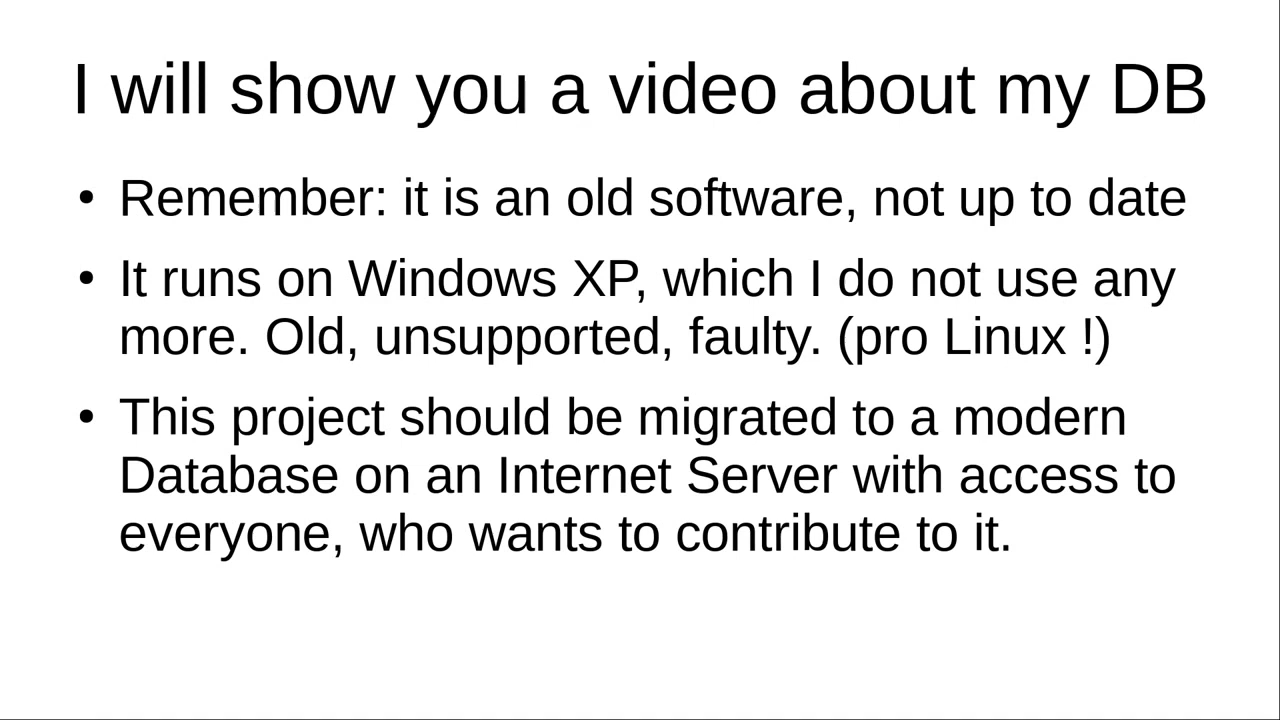 I will show you a video about my DB
• Remember: it is an old software, not up to date
• It runs on Windows XP, which I do not use any
more. Old, unsupported, faulty. (pro Linux !)
• This project should be migrated to a modern
Database on an Internet Server with access to
everyone, who wants to contribute to it.